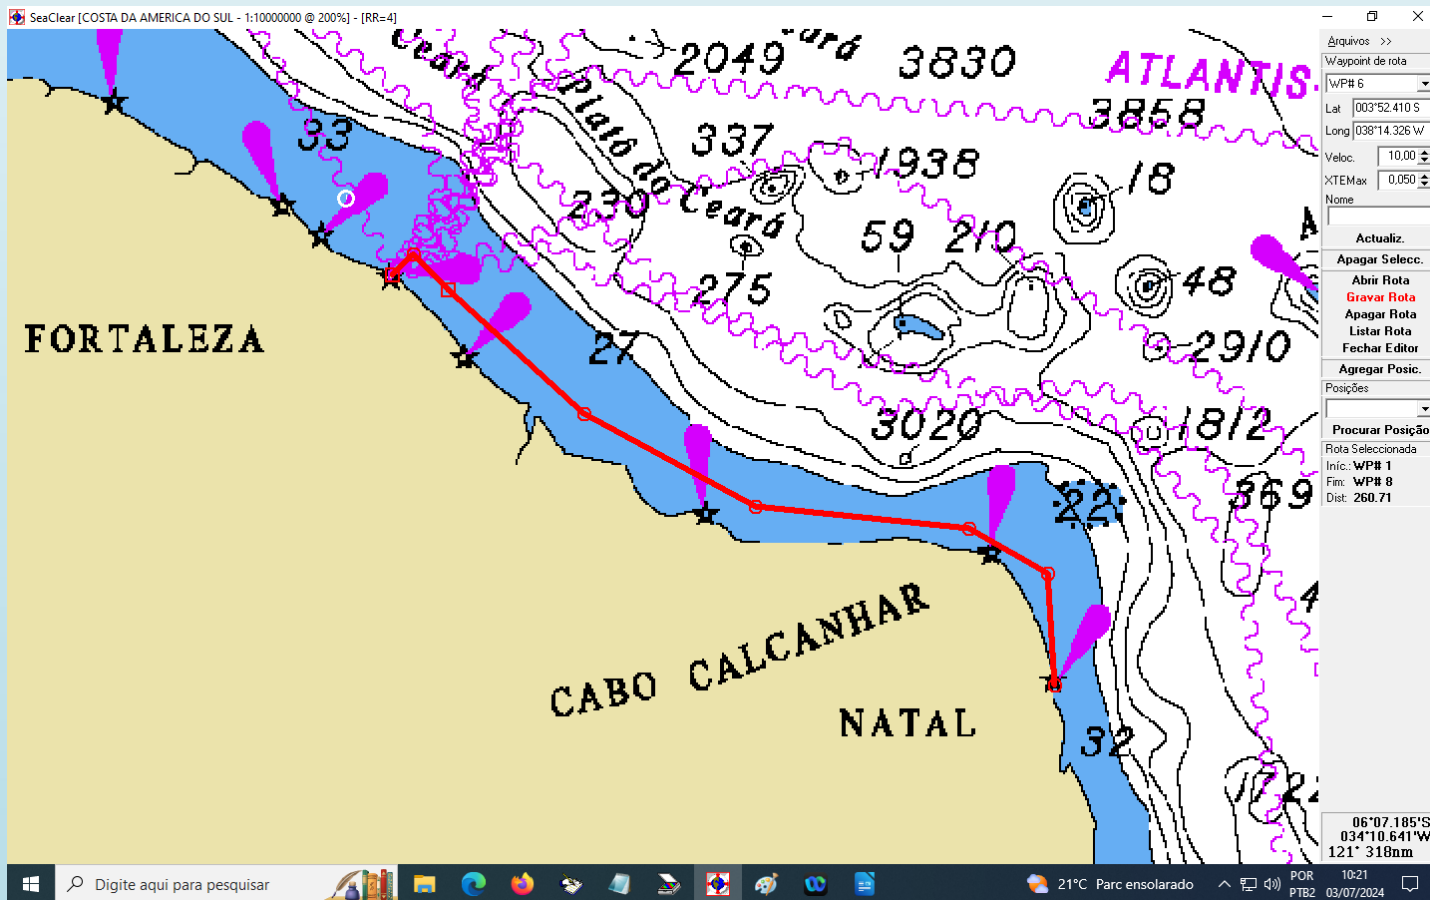 SeaClear [COSTA DA AMERICA DO SUL - 1:10000000 @ 200%] - [RR=4]
Ceará
2049
ará
3830
ATLANTIS
3858
33
Platô do
Ceará
337
1938
18
230
59
210
275
48
27
2910
FORTALEZA
3020
1812
369
22
CABO CALCANHAR
NATAL
32
1722
4
A
Arquivos >>
Waypoint de rota
WP# 6
Lat 003°52.410 S
Long 038°14.326 W
Veloc. 10,00
XTEMax 0,050
Nome
Actualiz.
Apagar Selecc.
Abrir Rota
Gravar Rota
Apagar Rota
Listar Rota
Fechar Editor
Agregar Posic.
Posições
Procurar Posição
Rota Seleccionada
Iníc.: WP# 1
Fim: WP# 8
Dist: 260.71
06°07.185'S
034°10.641'W
121° 318nm
Digite aqui para pesquisar
21°C Parc ensolarado
POR
PTB2
10:21
03/07/2024